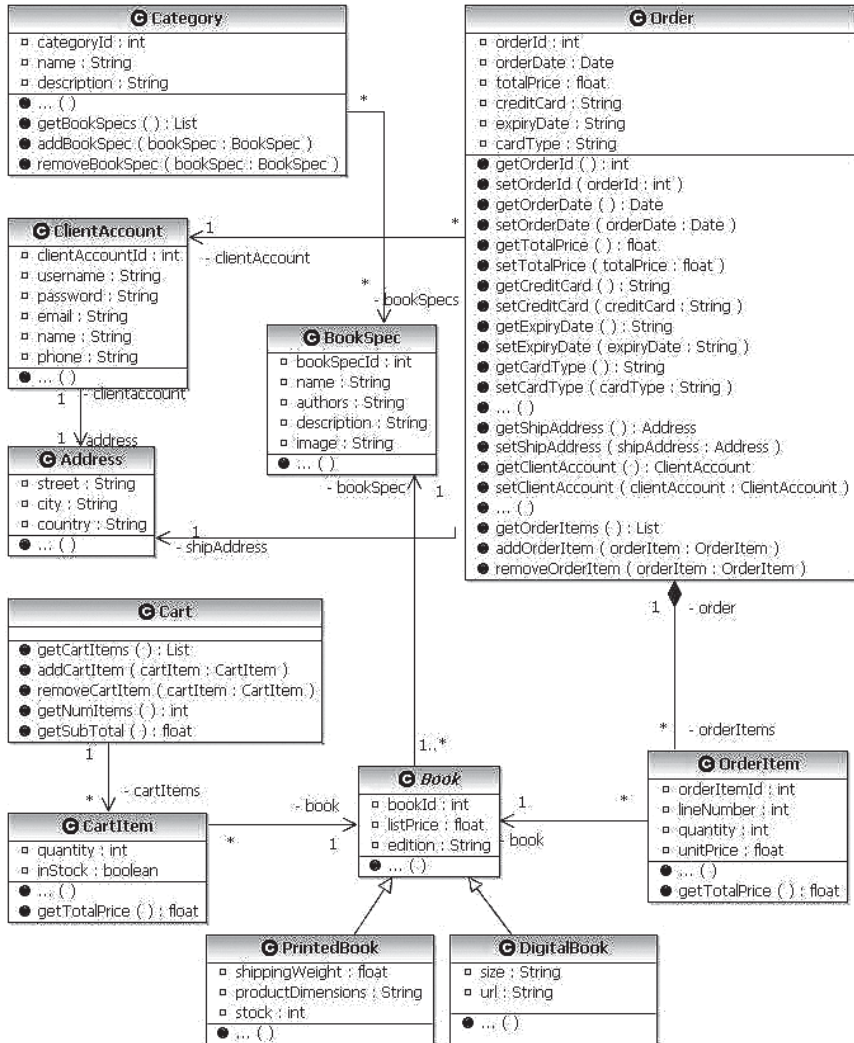 Category
categoryId : int
name : String
description : String
... ( )
getBookSpecs ( ) : List
addBookSpec ( bookSpec : BookSpec )
removeBookSpec ( bookSpec : BookSpec )
*
*
- bookSpecs
Order
orderId : int
orderDate : Date
totalPrice : float
creditCard : String
expiryDate : String
cardType : String
getOrderId ( ) : int
setOrderId ( orderId : int )
getOrderDate ( ) : Date
setOrderDate ( orderDate : Date )
getTotalPrice ( ) : float
setTotalPrice ( totalPrice : float )
getCreditCard ( ) : String
setCreditCard ( creditCard : String )
getExpiryDate ( ) : String
setExpiryDate ( expiryDate : String )
getCardType ( ) : String
setCardType ( cardType : String )
... ( )
getShipAddress ( ) : Address
setShipAddress ( shipAddress : Address )
getClientAccount ( ) : ClientAccount
setClientAccount ( clientAccount : ClientAccount )
... ( )
getOrderItems ( ) : List
addOrderItem ( orderItem : OrderItem )
removeOrderItem ( orderItem : OrderItem )
1
*
- clientAccount
ClientAccount
clientAccountId : int
username : String
password : String
email : String
name : String
phone : String
... ( )
1
- clientaccount
1
address
BookSpec
bookSpecId : int
name : String
authors : String
description : String
image : String
... ( )
- bookSpec
1
Address
street : String
city : String
country : String
... ( )
1
- shipAddress
Cart
getCartItems ( ) : List
addCartItem ( cartItem : CartItem )
removeCartItem ( cartItem : CartItem )
getNumItems ( ) : int
getSubTotal ( ) : float
1
- cartItems
*
1
- order
*
- orderItems
1..*
CartItem
quantity : int
inStock : boolean
... ( )
getTotalPrice ( ) : float
- book
*
1
Book
bookId : int
listPrice : float
edition : String
... ( )
1
*
- book
OrderItem
orderItemId : int
lineNumber : int
quantity : int
unitPrice : float
... ( )
getTotalPrice ( ) : float
PrintedBook
shippingWeight : float
productDimensions : String
stock : int
... ( )
DigitalBook
size : String
url : String
... ( )